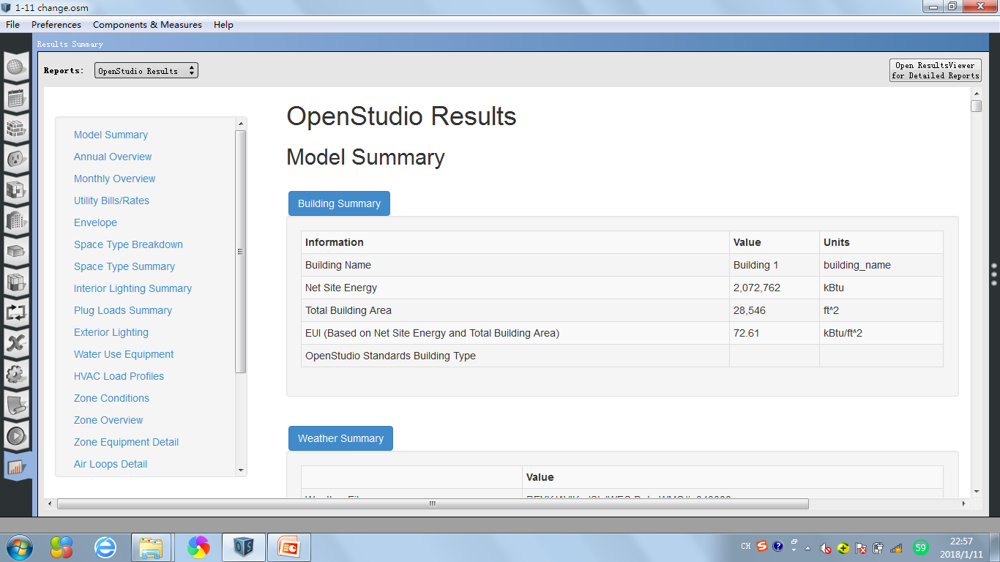 1-11 change.osm
File Preferences Components & Measures Help
Results Summary
Reports: OpenStudio Results
Open ResultsViewer
for Detailed Reports
Model Summary
Annual Overview
Monthly Overview
Utility Bills/Rates
Envelope
Space Type Breakdown
Space Type Summary
Interior Lighting Summary
Plug Loads Summary
Exterior Lighting
Water Use Equipment
HVAC Load Profiles
Zone Conditions
Zone Overview
Zone Equipment Detail
Air Loops Detail
OpenStudio Results
Model Summary
Building Summary
Information Value Units
Building Name Building 1 building_name
Net Site Energy 2,072,762 kBtu
Total Building Area 28,546 ft^2
EUI (Based on Net Site Energy and Total Building Area) 72.61 kBtu/ft^2
OpenStudio Standards Building Type
Weather Summary
Value
CH
59
22:57
2018/1/11